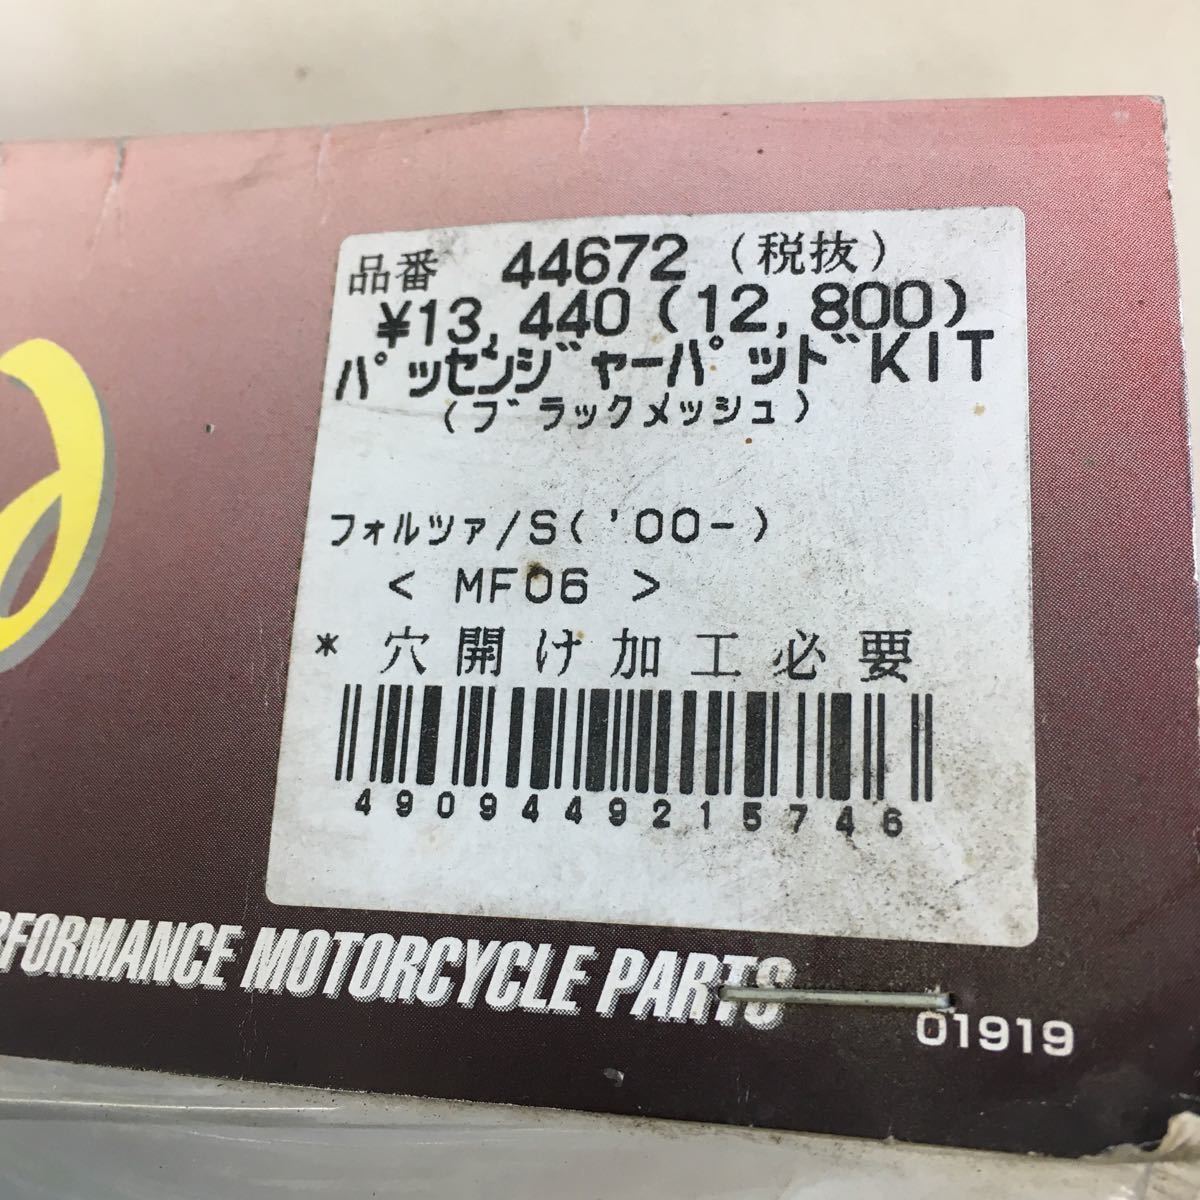 品番 44672 (税抜)
¥13,440(12,800)
パッセンジャーパッドKIT
(ブラックメッシュ)
フォルツァ/S('00-)
< MF06 >
* 穴開け加工必要
4909449215746
RFORMANCE MOTORCYCLE PARTS
01919